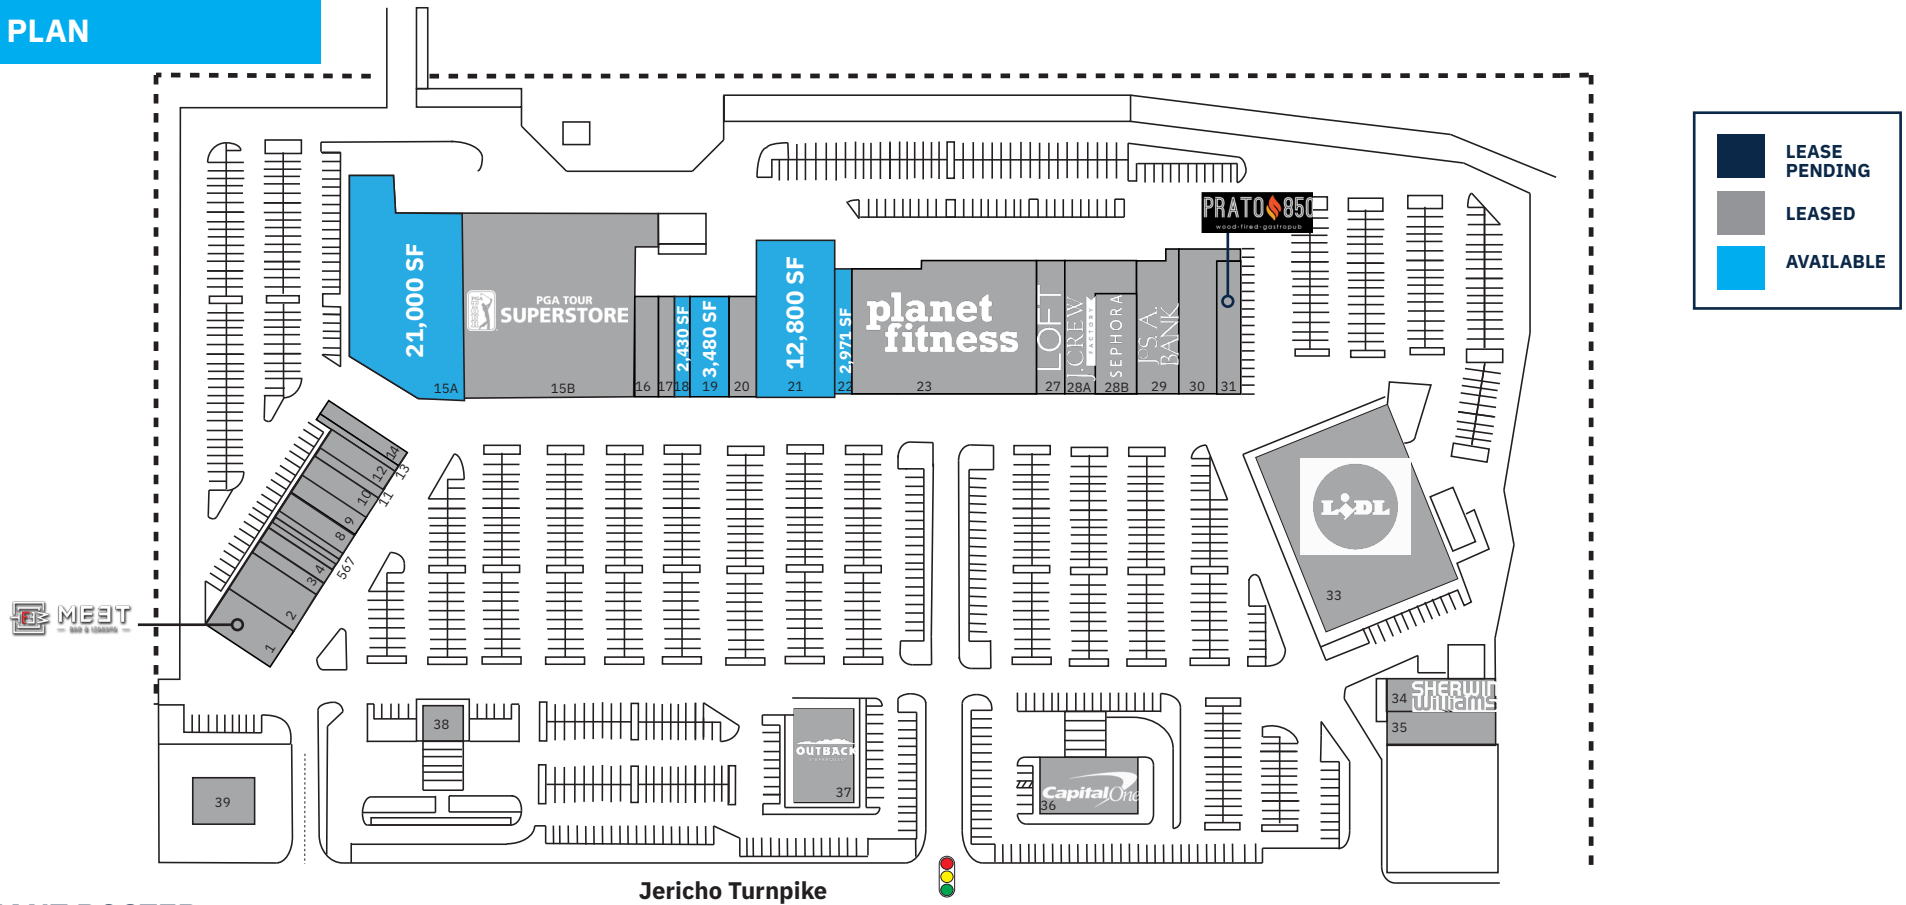 PLAN
LEASE
PENDING
LEASED
AVAILABLE
PRATO 850
wood-fired-gastropub
21,000 SF
15A
PGA TOUR
SUPERSTORE
15B
16
17
2,430 SF
18
3,480 SF
19
20
12,800 SF
21
2,971 SF
22
planet
fitness
23
LOFT
27
J.CREW
FACTORY
28A
SEPHORA
28B
BANK
29
30
31
14
13
12
11
10
9
8
7
6
5
4
3
2
1
MEET
LIDL
33
34
SHERWIN
Williams
35
38
39
OUTBACK
37
Capital One
36
Jericho Turnpike